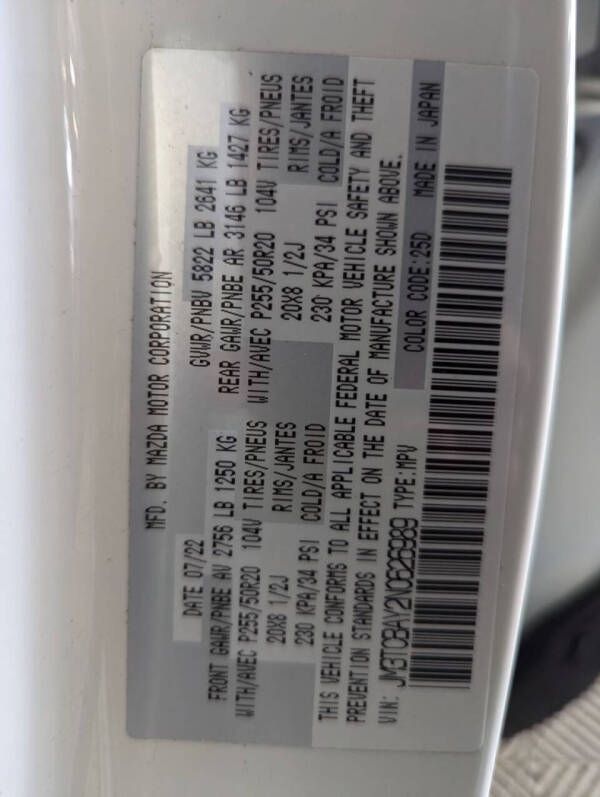 MFD. BY MAZDA MOTOR CORPORATION
DATE 07/22
GVWR/PNBV 5822 LB 2641 KG
FRONT GAWR/PNBE AV 2756 LB 1250 KG
REAR GAWR/PNBE AR 3146 LB 1427 KG
WITH/AVEC P255/50R20 104V TIRES/PNEUS
WITH/AVEC P255/50R20 104V TIRES/PNEUS
20X8 1/2J RIMS/JANTES
20X8 1/2J RIMS/JANTES
230 KPA/34 PSI COLD/A FROID
230 KPA/34 PSI COLD/A FROID
THIS VEHICLE CONFORMS TO ALL APPLICABLE FEDERAL MOTOR VEHICLE SAFETY AND THEFT
PREVENTION STANDARDS IN EFFECT ON THE DATE OF MANUFACTURE SHOWN ABOVE.
VIN: JM3TCBAY2N0626989 TYPE:MPV
COLOR CODE:25D MADE IN JAPAN